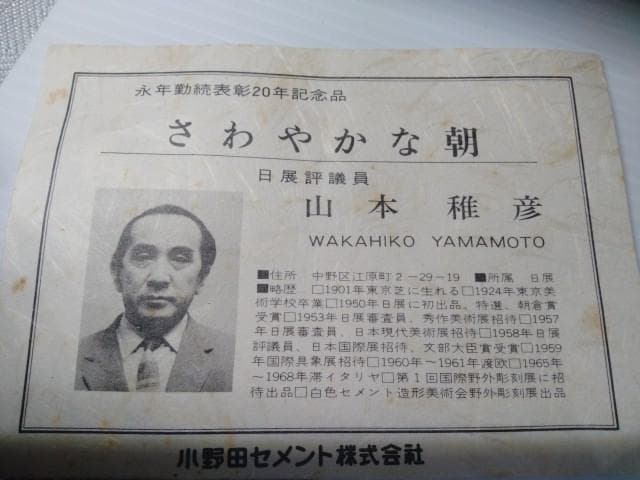 永年勤続表彰20年記念品
さわやかな朝
日展評議員
山本稚彦
WAKAHIKO YAMAMOTO
■住所 中野区江原町2-29-19 ■所属 日展
■略歴 □1901年東京芝に生れる□1924年東京美
術学校卒業□1950年日展に初出品、特選、朝倉賞
受賞□1953年日展審査員、秀作美術展招待□1957
年日展審査員、日本現代美術展招待□1958年日展
評議員、日本国際展招待、文部大臣賞受賞□1959
年国際具象展招待□1960年~1961年渡欧□1965年
~1968年滞イタリヤ□第1回国際野外彫刻展に招
待出品□白色セメント造形美術会野外彫刻展出品
小野田セメント株式会社